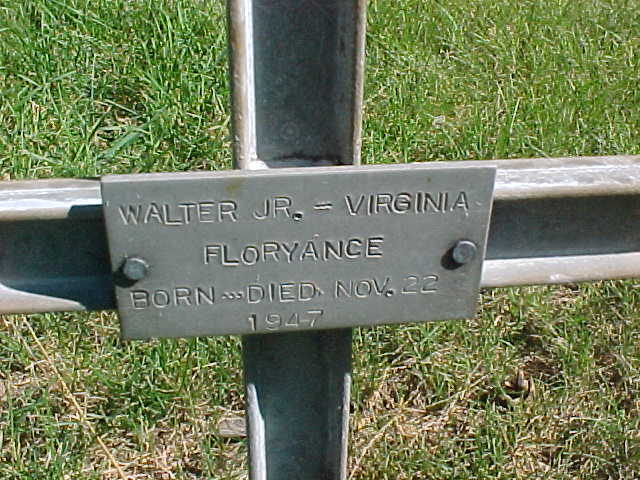 WALTER JR. = VIRGINIA
FLORYANCE
BORN ... DIED. NOV. 22
1947